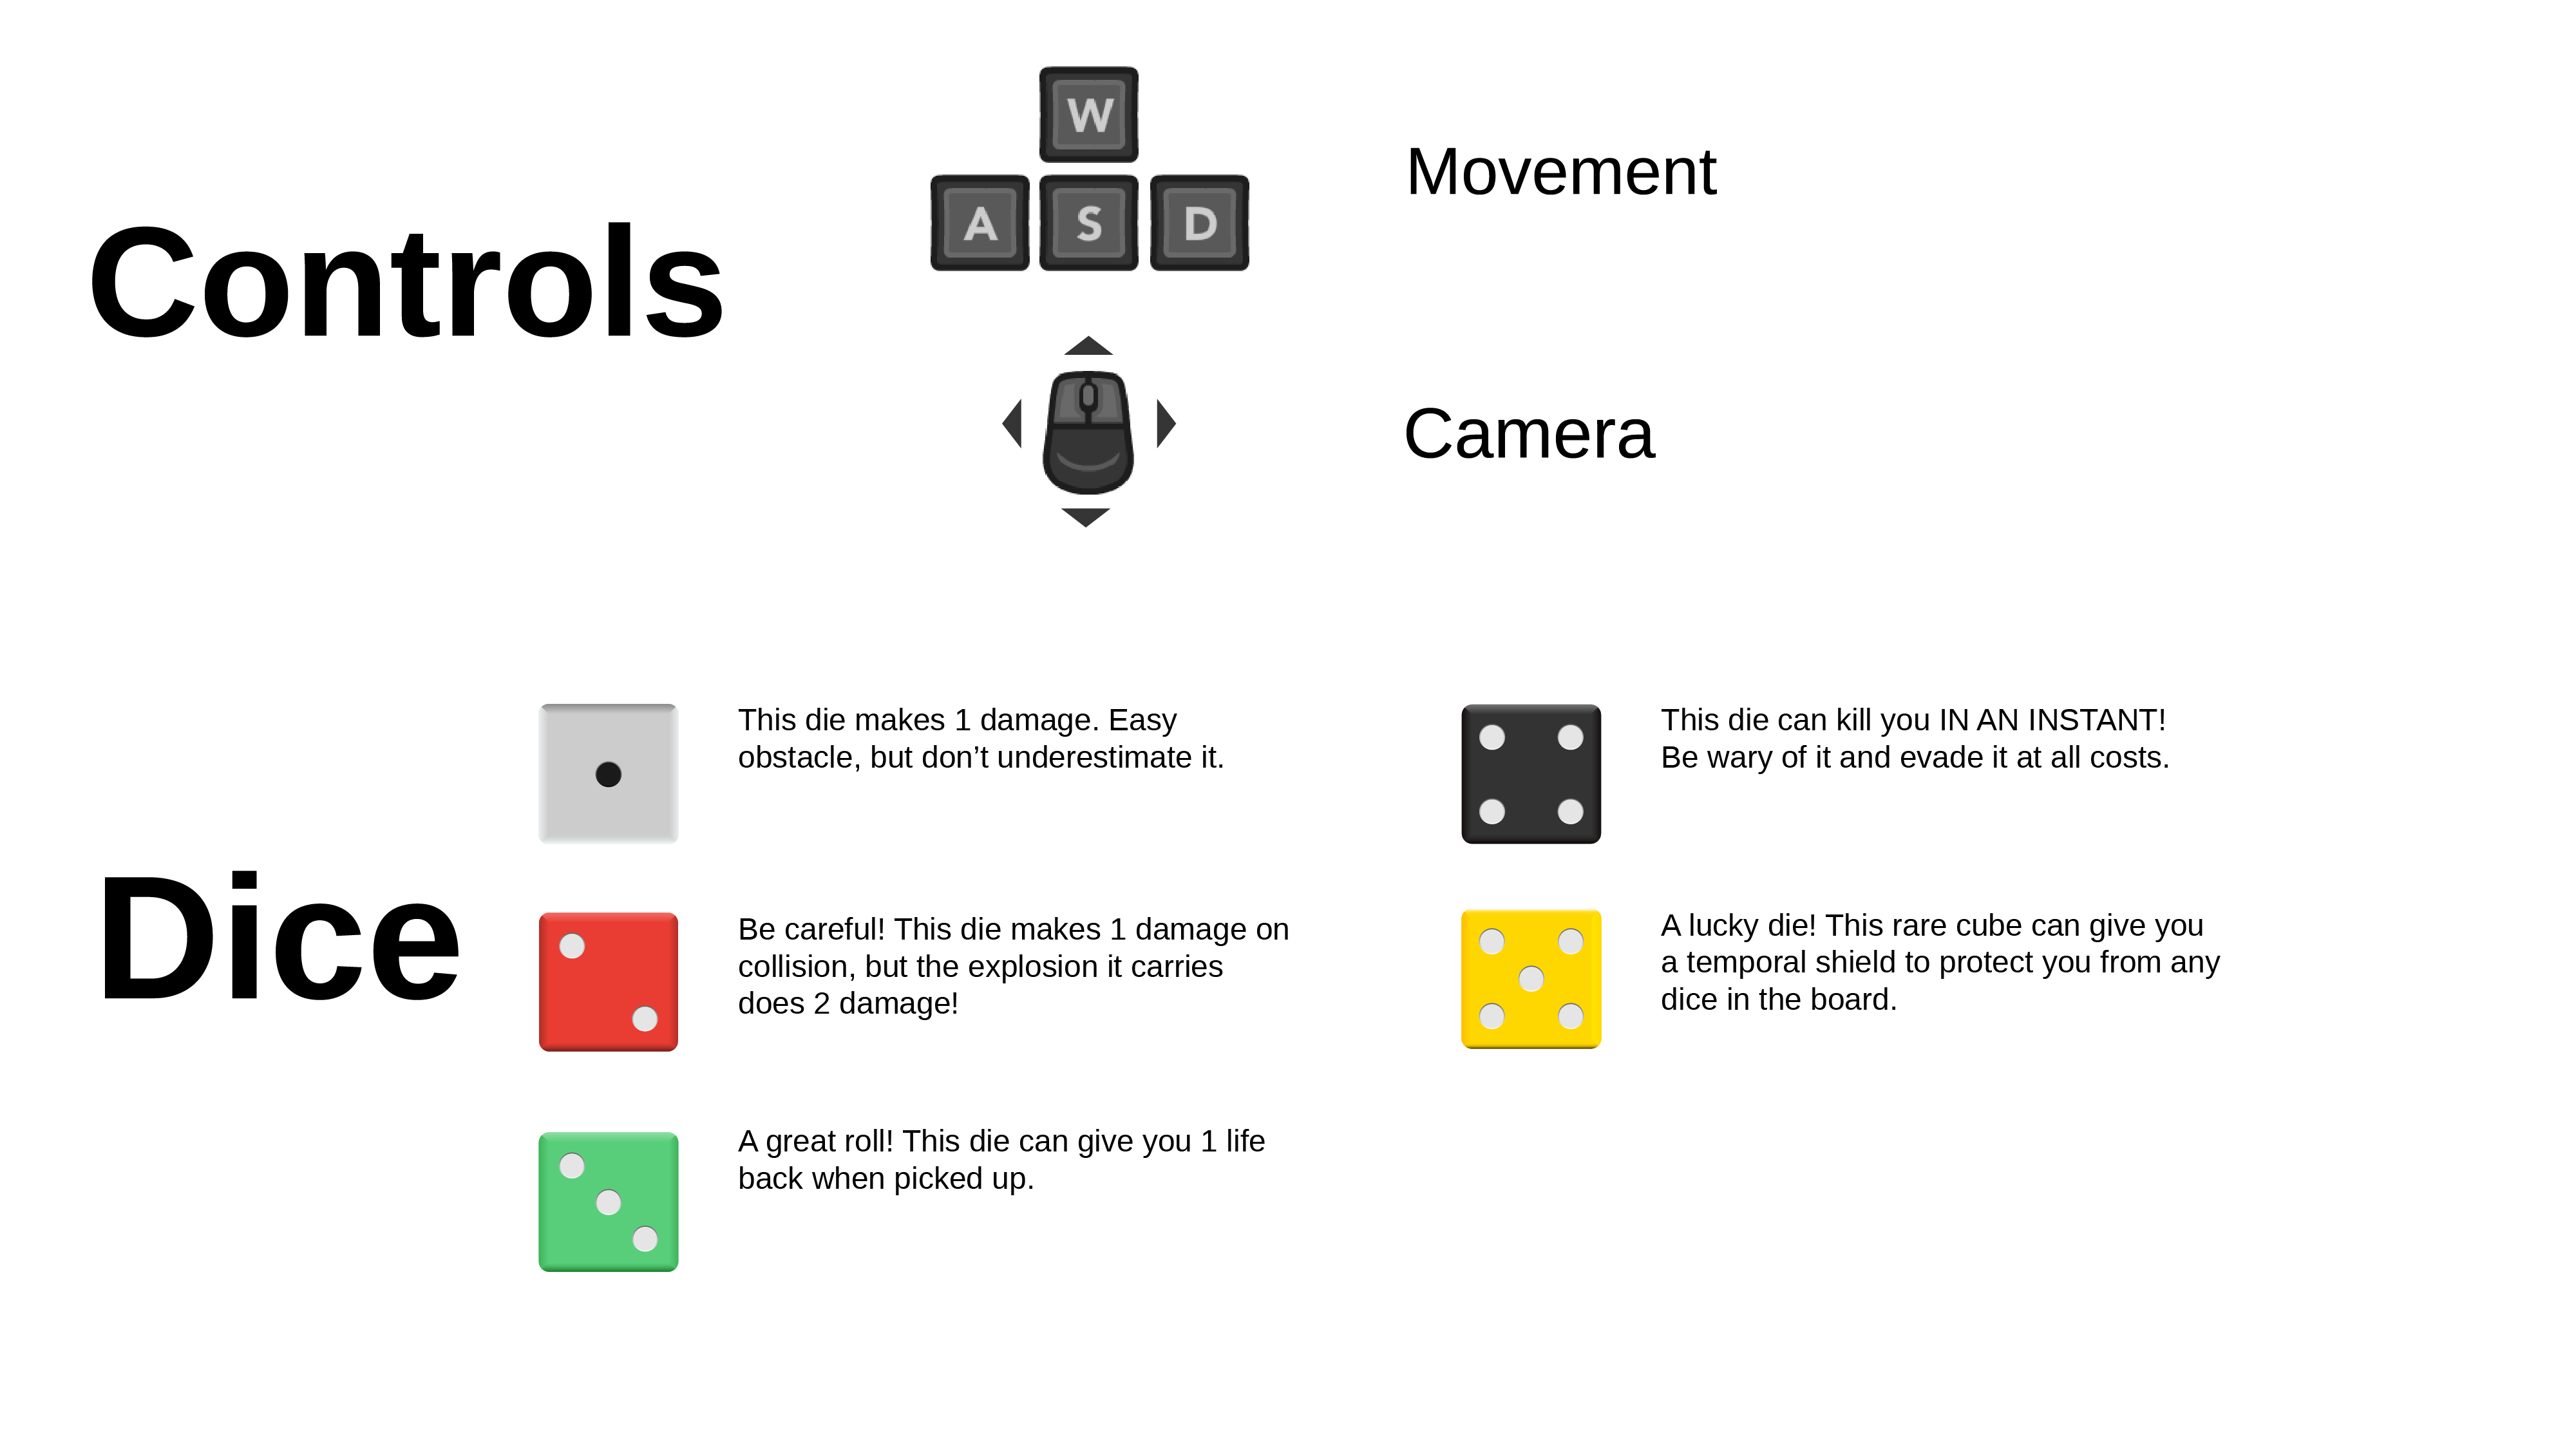 Controls
W
A S D
Movement
Camera
Dice
This die makes 1 damage. Easy
obstacle, but don’t underestimate it.
Be careful! This die makes 1 damage on
collision, but the explosion it carries
does 2 damage!
A great roll! This die can give you 1 life
back when picked up.
This die can kill you IN AN INSTANT!
Be wary of it and evade it at all costs.
A lucky die! This rare cube can give you
a temporal shield to protect you from any
dice in the board.